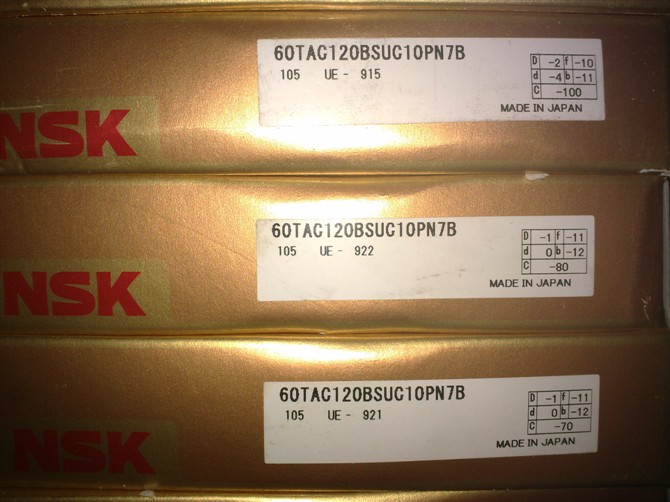 NSK
60TAC120BSUC10PN7B
105 UE - 915
D -2 f -10
d -4 b -11
C -100
MADE IN JAPAN
NSK
60TAC120BSUC10PN7B
105 UE - 922
D -1 f -11
d 0 b -12
C -80
MADE IN JAPAN
NSK
60TAC120BSUC10PN7B
105 UE - 921
D -1 f -11
d 0 b -12
C -70
MADE IN JAPAN